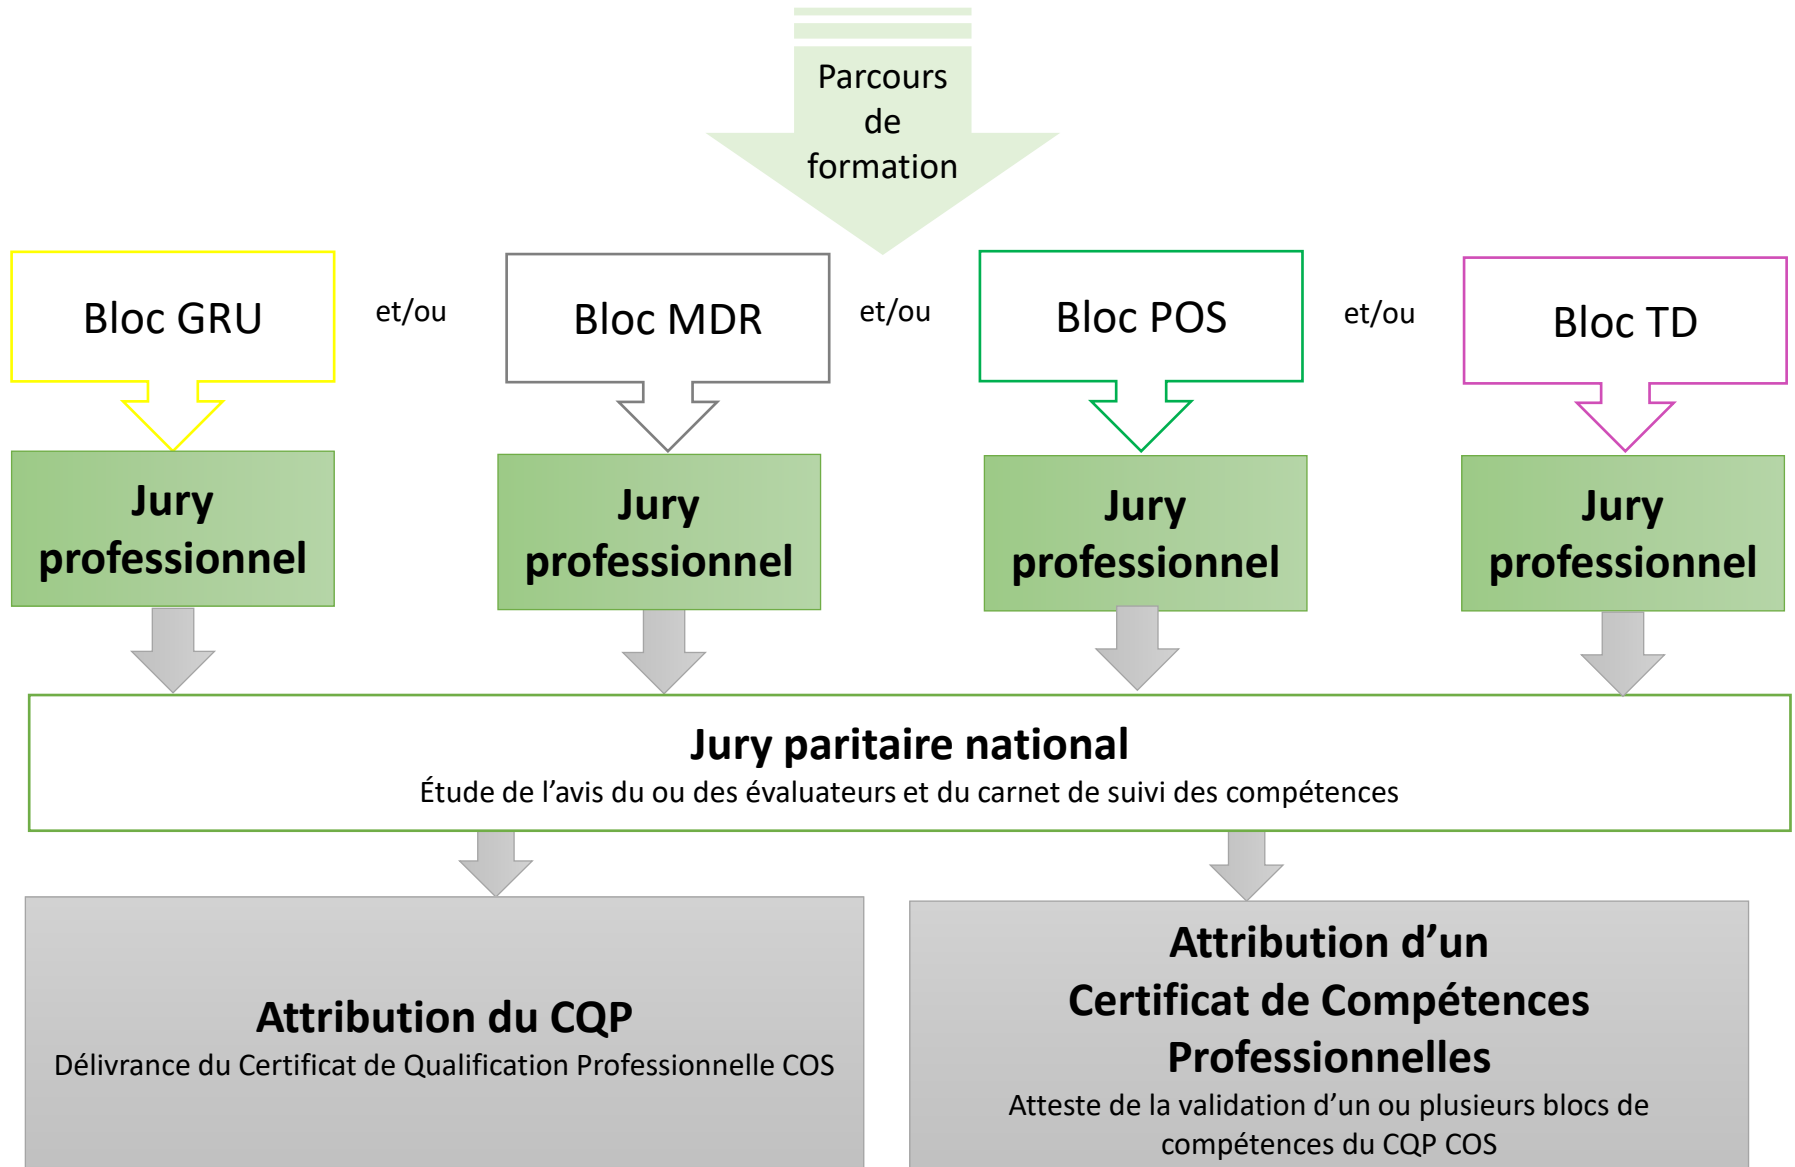 Parcours
de
formation
Bloc GRU
et/ou
Bloc MDR
et/ou
Bloc POS
et/ou
Bloc TD
Jury
professionnel
Jury
professionnel
Jury
professionnel
Jury
professionnel
Jury paritaire national
Étude de l’avis du ou des évaluateurs et du carnet de suivi des compétences
Attribution du CQP
Délivrance du Certificat de Qualification Professionnelle COS
Attribution d’un
Certificat de Compétences
Professionnelles
Atteste de la validation d’un ou plusieurs blocs de
compétences du CQP COS